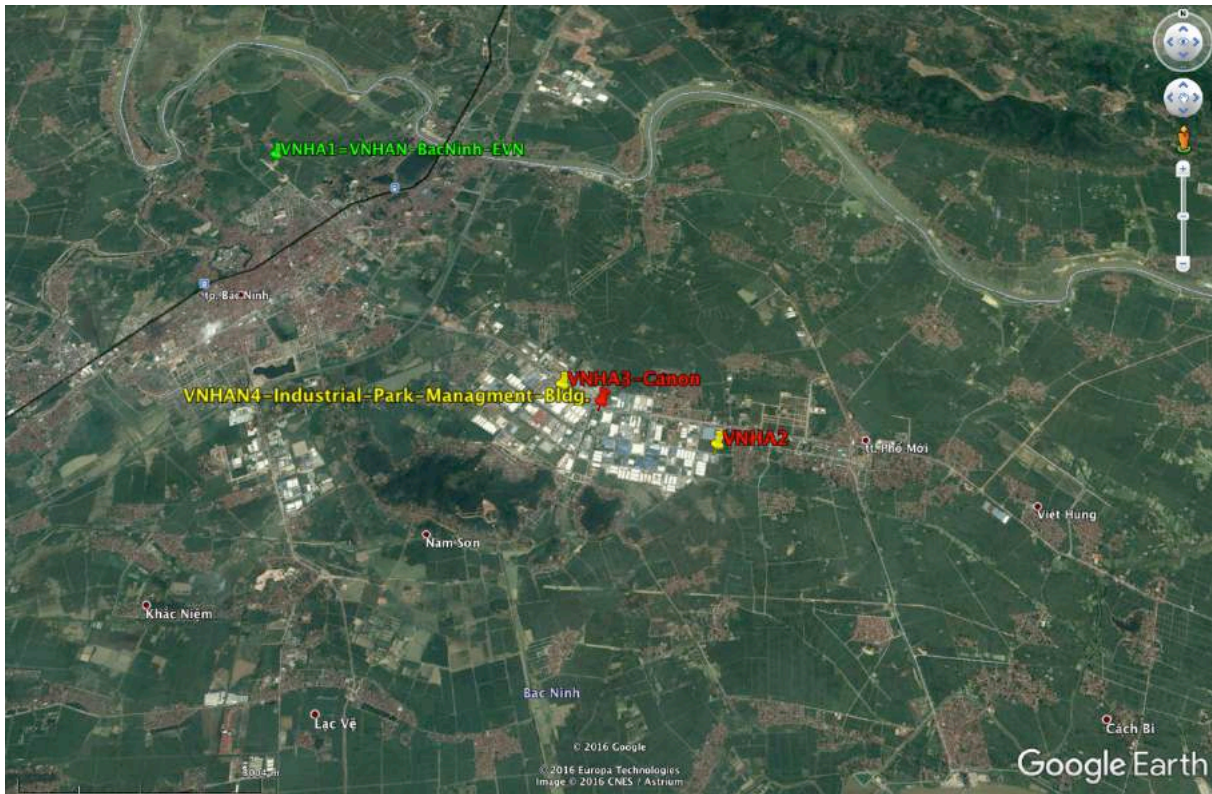 N
VNHA1=VNHAN-BacNinh-EVN
tp. Bắc Ninh
VNHA3-Canon
VNHAN4-Industrial-Park-Managment-Bldg.
VNHA2
tt. Phố Mới
Việt Hùng
Nam Sơn
Khắc Niệm
Bac Ninh
Lạc Vệ
Cách Bi
© 2016 Google
© 2016 Europa Technologies
Image © 2016 CNES / Astrium
Google Earth